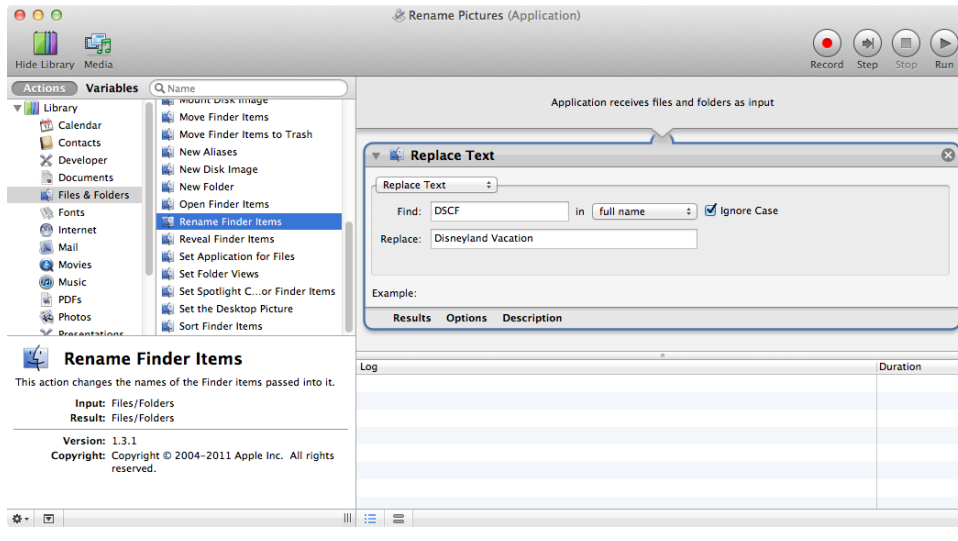 Rename Pictures (Application)
Hide Library Media
Record Step Stop Run
Actions Variables
Name
Library
Calendar
Contacts
Developer
Documents
Files & Folders
Fonts
Internet
Mail
Movies
Music
PDFs
Photos
Presentations
Mount Disk Image
Move Finder Items
Move Finder Items to Trash
New Aliases
New Disk Image
New Folder
Open Finder Items
Rename Finder Items
Reveal Finder Items
Set Application for Files
Set Folder Views
Set Spotlight C...or Finder Items
Set the Desktop Picture
Sort Finder Items
Rename Finder Items
This action changes the names of the Finder items passed into it.
Input: Files/Folders
Result: Files/Folders
Version: 1.3.1
Copyright: Copyright © 2004-2011 Apple Inc. All rights
reserved.
Application receives files and folders as input
Replace Text
Replace Text
Find: DSCF in full name Ignore Case
Replace: Disneyland Vacation
Example:
Results Options Description
Log Duration